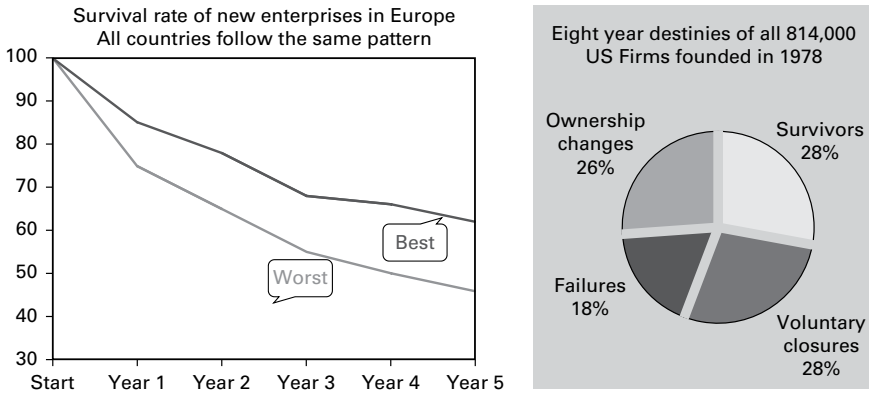 Survival rate of new enterprises in Europe
All countries follow the same pattern
100
90
80
70
60
50
40
30
Start
Year 1
Year 2
Year 3
Year 4
Year 5
Best
Worst
Eight year destinies of all 814,000
US Firms founded in 1978
Ownership
changes
26%
Survivors
28%
Failures
18%
Voluntary
closures
28%